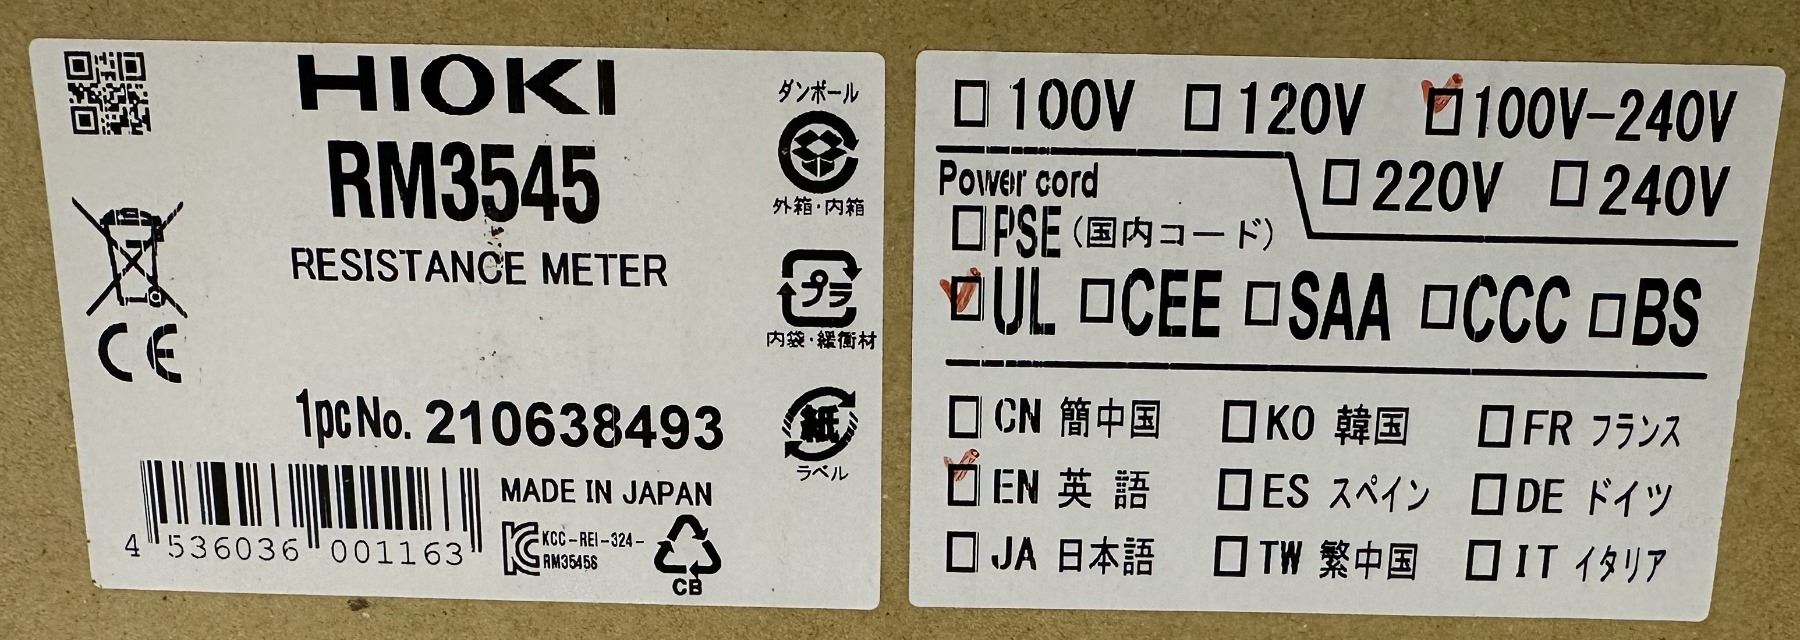 HIOKI
RM3545
RESISTANCE METER
ダンボール
外箱・内箱
プラ
内袋・緩衝材
紙
ラベル
CE
1pc No. 210638493
4 536036 001163
MADE IN JAPAN
KCC-REI-324-
RM3545S
CB
□100V □120V □100V-240V
□220V □240V
Power cord
□PSE (国内コード)
□UL □CEE □SAA □CCC □BS
□CN 簡中国 □KO 韓国 □FR フランス
□EN 英 語 □ES スペイン □DE ドイツ
□JA 日本語 □TW 繁中国 □IT イタリア